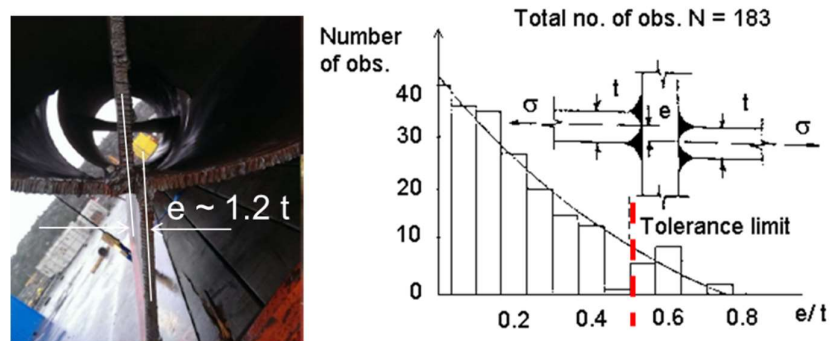 e ~ 1.2 t
Total no. of obs. N = 183
Number
of obs.
40
30
20
10
0
0.2
0.4
0.6
0.8
e/t
σ
t
e
t
σ
Tolerance limit